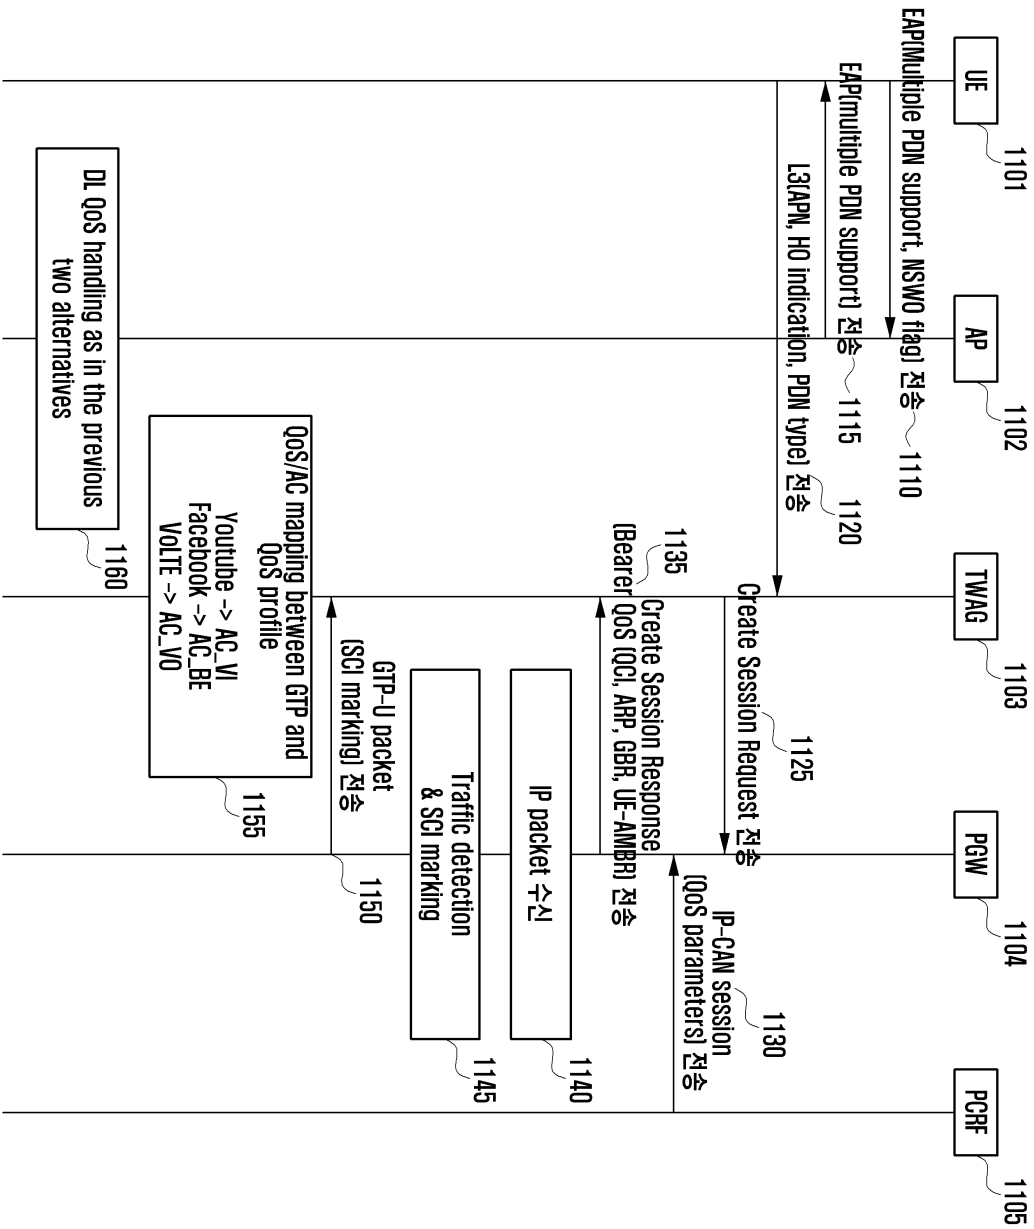 UE
1101
AP
1102
TWAG
1103
PGW
1104
PCRF
1105
EAP(Multiple PDN support, NSWO flag) 전송
1110
EAP(multiple PDN support) 전송
1115
L3(APN, HO indication, PDN type) 전송
1120
Create Session Request 전송
1125
IP-CAN session
(QoS parameters) 전송
1130
Create Session Response
(Bearer QoS (QCI, ARP, GBR, UE-AMBR) 전송
1135
IP packet 수신
1140
Traffic detection
& SCI marking
1145
GTP-U packet
(SCI marking) 전송
1150
QoS/AC mapping between GTP and
QoS profile
Youtube -> AC_VI
Facebook -> AC_BE
VoLTE -> AC_VO
1155
DL QoS handling as in the previous
two alternatives
1160